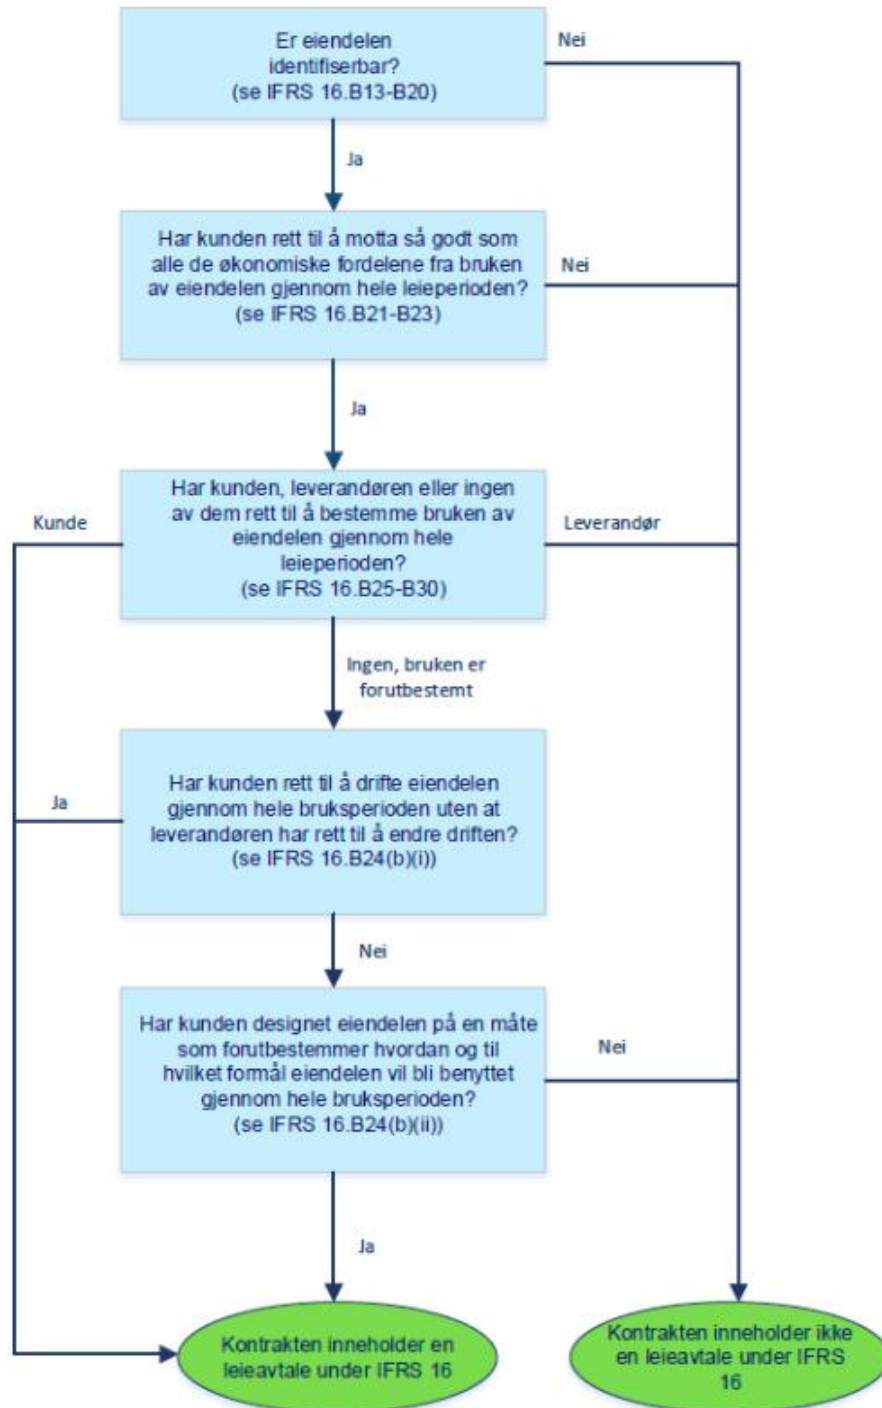 Er eiendelen
identifiserbar?
(se IFRS 16.B13-B20)
Nei
Ja
Har kunden rett til å motta så godt som
alle de økonomiske fordelene fra bruken
av eiendelen gjennom hele leieperioden?
(se IFRS 16.B21-B23)
Nei
Ja
Har kunden, leverandøren eller ingen
av dem rett til å bestemme bruken av
eiendelen gjennom hele
leieperioden?
(se IFRS 16.B25-B30)
Kunde
Leverandør
Ingen, bruken er
forutbestemt
Har kunden rett til å drifte eiendelen
gjennom hele bruksperioden uten at
leverandøren har rett til å endre driften?
(se IFRS 16.B24(b)(i))
Ja
Nei
Har kunden designet eiendelen på en måte
som forutbestemmer hvordan og til
hvilket formål eiendelen vil bli benyttet
gjennom hele bruksperioden?
(se IFRS 16.B24(b)(ii))
Nei
Ja
Kontrakten inneholder en
leieavtale under IFRS 16
Kontrakten inneholder ikke
en leieavtale under IFRS
16